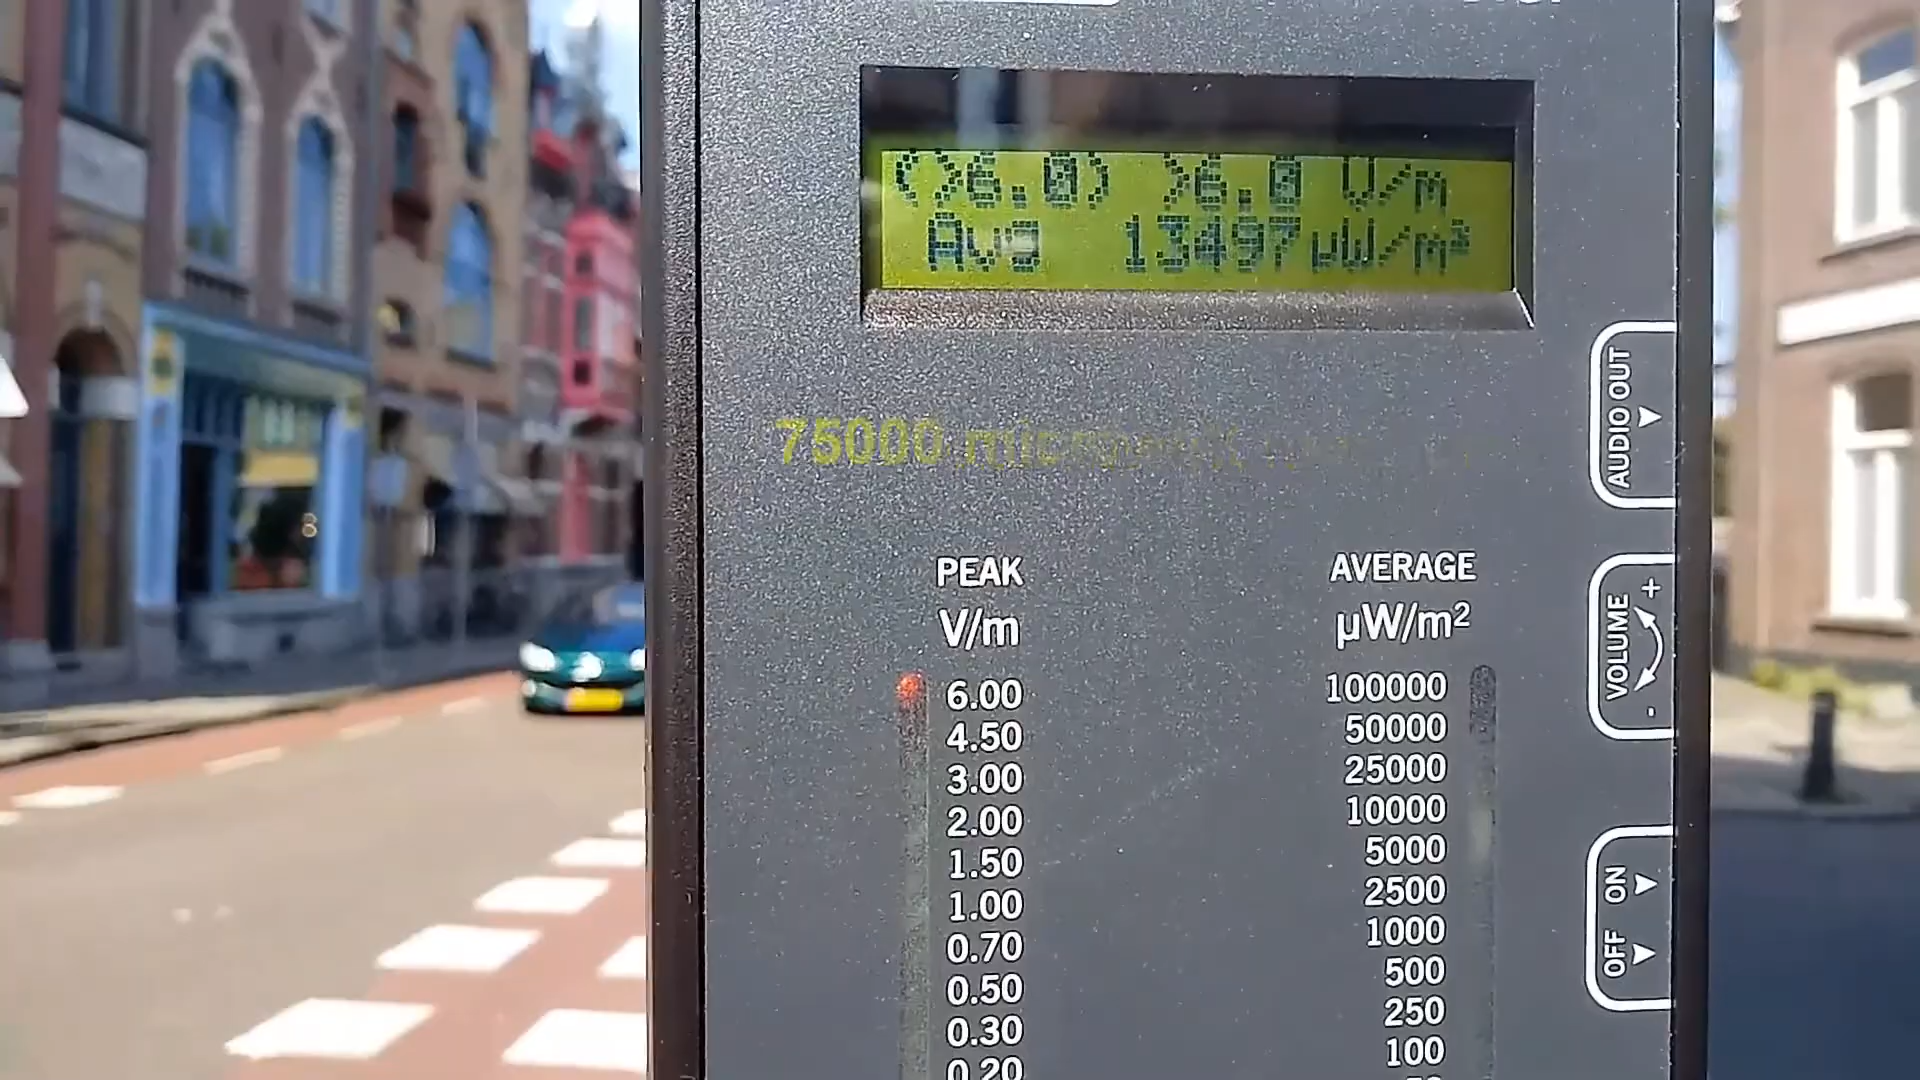 (>6.0) >6.0 V/m
Avg 13497 µW/m²
75000
PEAK
V/m
6.00
4.50
3.00
2.00
1.50
1.00
0.70
0.50
0.30
0.20
AVERAGE
µW/m²
100000
50000
25000
10000
5000
2500
1000
500
250
100
AUDIO OUT
VOLUME - +
OFF ON